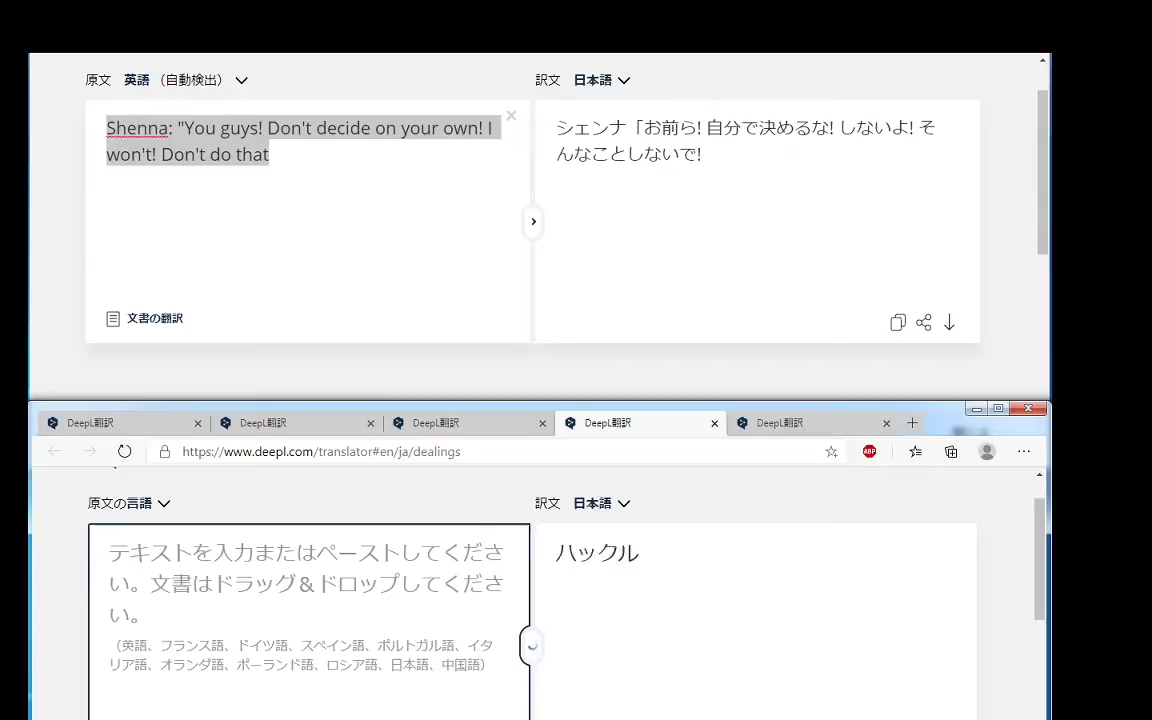 原文 英語 （自動検出）
訳文 日本語
Shenna: "You guys! Don't decide on your own! I
won't! Don't do that
シェンナ「お前ら! 自分で決めるな! しないよ! そ
んなことしないで!
文書の翻訳
DeepL翻訳
DeepL翻訳
DeepL翻訳
DeepL翻訳
DeepL翻訳
https://www.deepl.com/translator#en/ja/dealings
ABP
原文の言語
訳文 日本語
テキストを入力またはペーストしてくださ
い。文書はドラッグ＆ドロップしてくださ
い。
（英語、フランス語、ドイツ語、スペイン語、ポルトガル語、イタ
リア語、オランダ語、ポーランド語、ロシア語、日本語、中国語）
ハックル